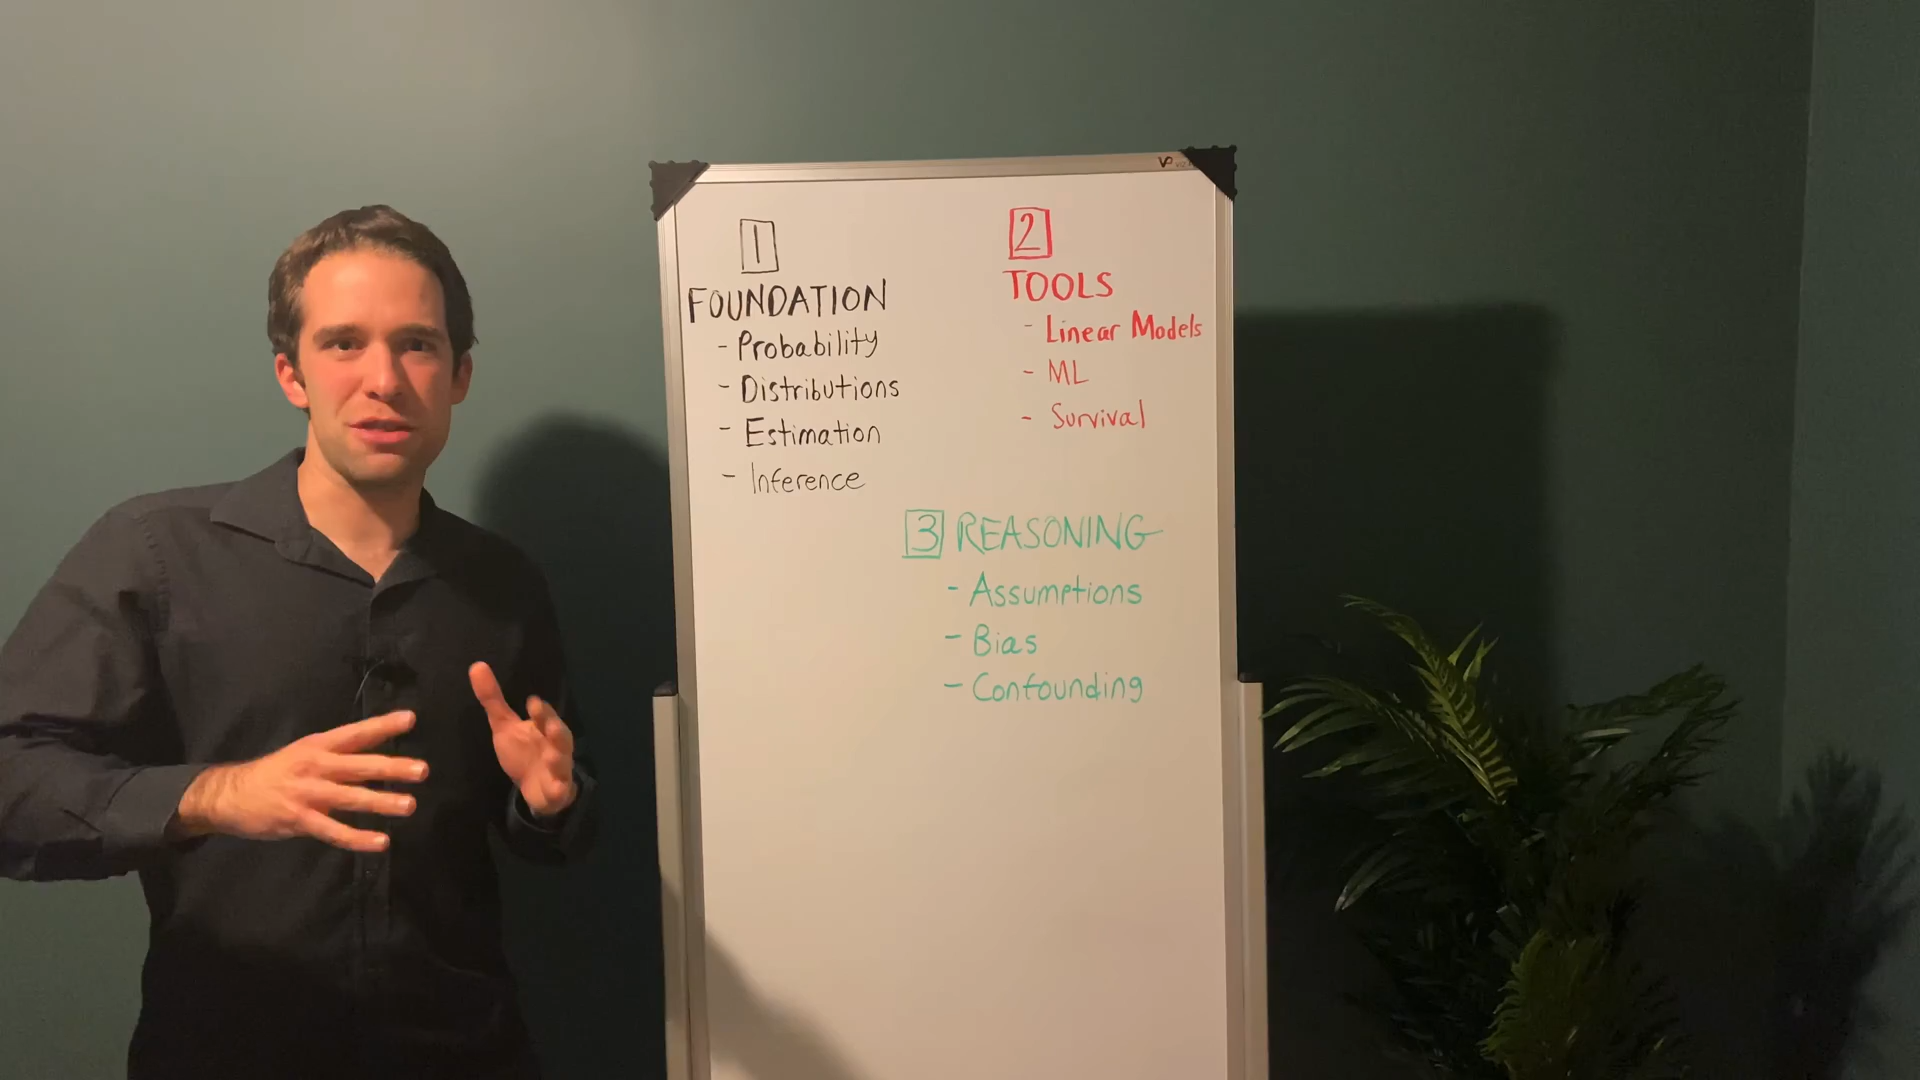 1
FOUNDATION
- Probability
- Distributions
- Estimation
- Inference
2
TOOLS
- Linear Models
- ML
- Survival
3 REASONING
- Assumptions
- Bias
- Confounding